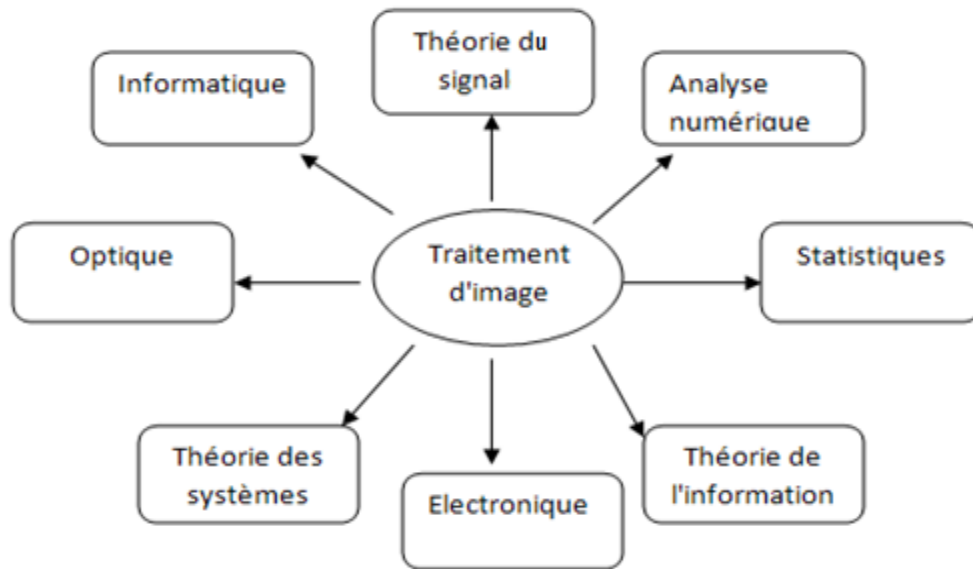 Théorie du
signal
Informatique
Analyse
numérique
Optique
Traitement
d'image
Statistiques
Théorie des
systèmes
Electronique
Théorie de
l'information